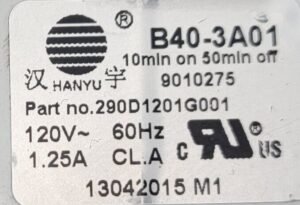 ®
B40-3A01
10min on 50min off
汉 HANYU 宇
9010275
Part no.290D1201G001
120V~ 60Hz
1.25A CL.A
c RU ® US
13042015 M1